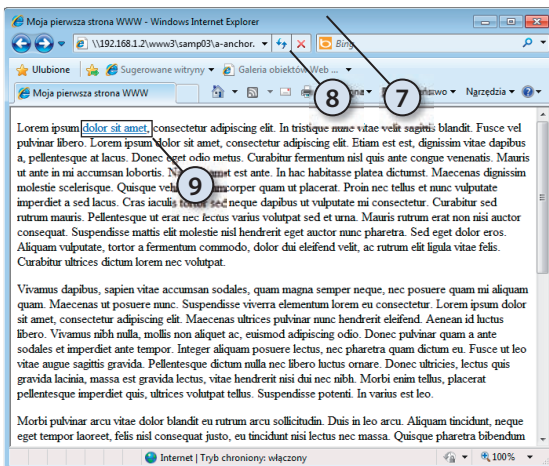 Moja pierwsza strona WWW - Windows Internet Explorer
\\192.168.1.2\www3\samp03\a-anchor.
Bing
Ulubione Sugerowane witryny Galeria obiektów Web ...
Moja pierwsza strona WWW Narzędzia
8 7
Lorem ipsum dolor sit amet, consectetur adipiscing elit. In tristique nunc vitae velit sagittis blandit. Fusce vel
pulvinar libero. Lorem ipsum dolor sit amet, consectetur adipiscing elit. Etiam est est, dignissim vitae dapibus
a, pellentesque at lacus. Donec eget odio metus. Curabitur fermentum nisl quis ante congue venenatis. Mauris
ut ante in mi accumsan lobortis. est ante. In hac habitasse platea dictumst. Maecenas dignissim
molestie scelerisque. Quisque corper quam ut placerat. Proin nec tellus et nunc vulputate
imperdiet a sed lacus. Cras iaculis tortor sed neque dapibus ut vulputate mi consectetur. Curabitur sed
9
rutrum mauris. Pellentesque ut erat nec lectus varius volutpat sed et urna. Mauris rutrum erat non nisi auctor
consequat. Suspendisse mattis elit molestie nisl hendrerit eget auctor nunc pharetra. Sed eget dolor eros.
Aliquam vulputate, tortor a fermentum commodo, dolor dui eleifend velit, ac rutrum elit ligula vitae felis.
Curabitur ultrices dictum lorem nec volutpat.
Vivamus dapibus, sapien vitae accumsan sodales, quam magna semper neque, nec posuere quam mi aliquam
quam. Maecenas ut posuere nunc. Suspendisse viverra elementum lorem eu consectetur. Lorem ipsum dolor
sit amet, consectetur adipiscing elit. Maecenas ultrices pulvinar nunc hendrerit eleifend. Aenean id luctus
libero. Vivamus nibh nulla, mollis non aliquet ac, euismod adipiscing odio. Donec pulvinar quam a ante
sodales et imperdiet ante tempor. Integer aliquam posuere lectus, nec pharetra quam dictum eu. Fusce ut leo
vitae augue sagittis gravida. Pellentesque dictum nulla nec libero luctus ornare. Donec ultricies, lectus quis
gravida lacinia, massa est gravida lectus, vitae hendrerit nisi dui nec nibh. Morbi enim tellus, placerat
pellentesque imperdiet quis, ultrices volutpat tellus. Suspendisse potenti. In varius est leo.
Morbi pulvinar arcu vitae dolor blandit eu rutrum arcu sollicitudin. Duis in leo arcu. Aliquam tincidunt, neque
eget tempor laoreet, felis nisl consequat justo, eu tincidunt nisi lectus nec massa. Quisque pharetra bibendum
Internet | Tryb chroniony: włączony 100%